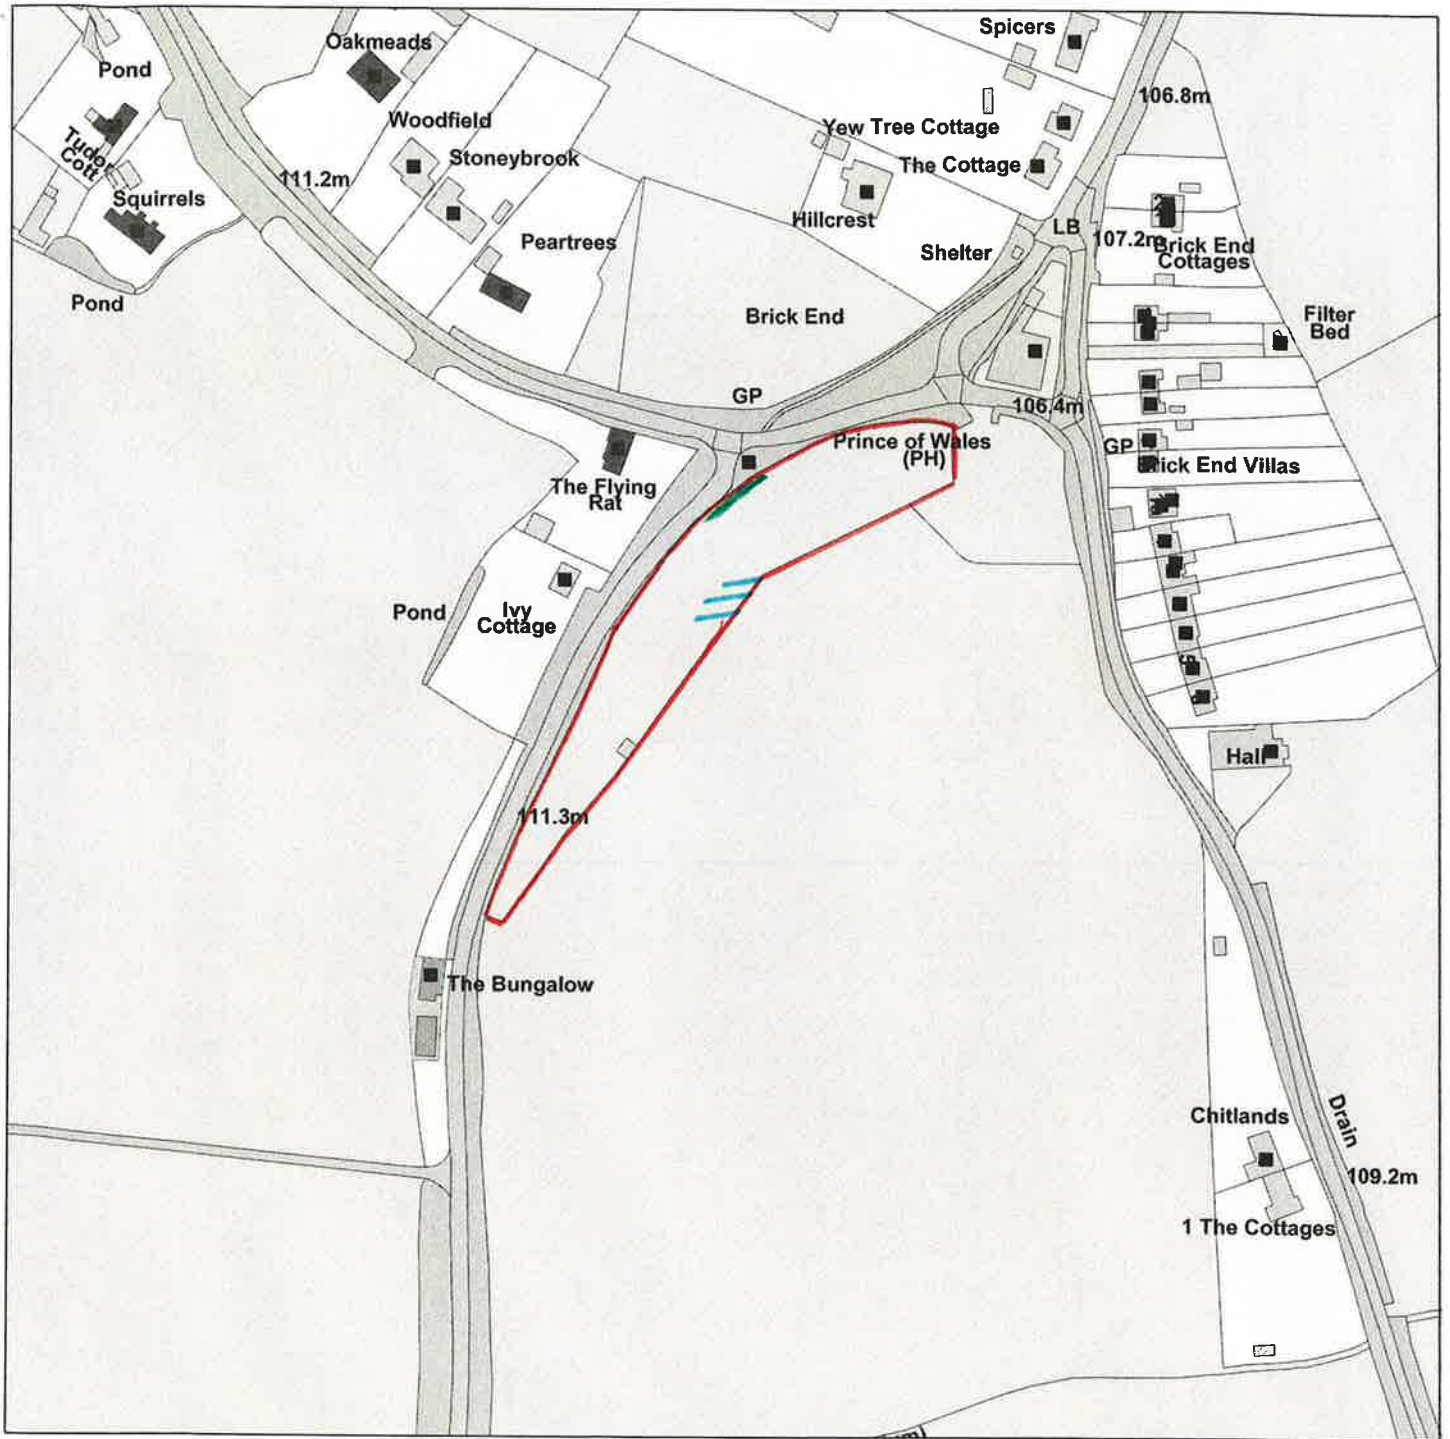 Spicers
Oakmeads
Pond
106.8m
Woodfield
Yew Tree Cottage
Tudor
Cott
Stoneybrook
The Cottage
111.2m
Squirrels
Hillcrest
LB
107.2m
Peartrees
Shelter
Brick End
Cottages
Pond
Brick End
Filter
Bed
GP
106.4m
Prince of Wales
(PH)
GP
Brick End Villas
The Flying
Rat
Pond
Ivy
Cottage
Hall
111.3m
The Bungalow
Chitlands
Drain
109.2m
1 The Cottages